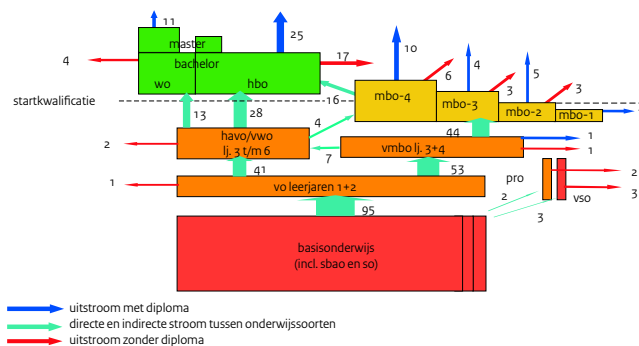 11
25
master
4
bachelor
17
wo
hbo
10
6
4
3
5
3
mbo-4
mbo-3
mbo-2
mbo-1
startkwalificatie
16
13
28
4
44
havo/vwo
lj. 3 t/m 6
2
7
vmbo lj. 3+4
1
1
41
53
1
vo leerjaren 1+2
pro
2
vso
3
2
3
95
basisonderwijs
(incl. sbao en so)
uitstroom met diploma
directe en indirecte stroom tussen onderwijssoorten
uitstroom zonder diploma